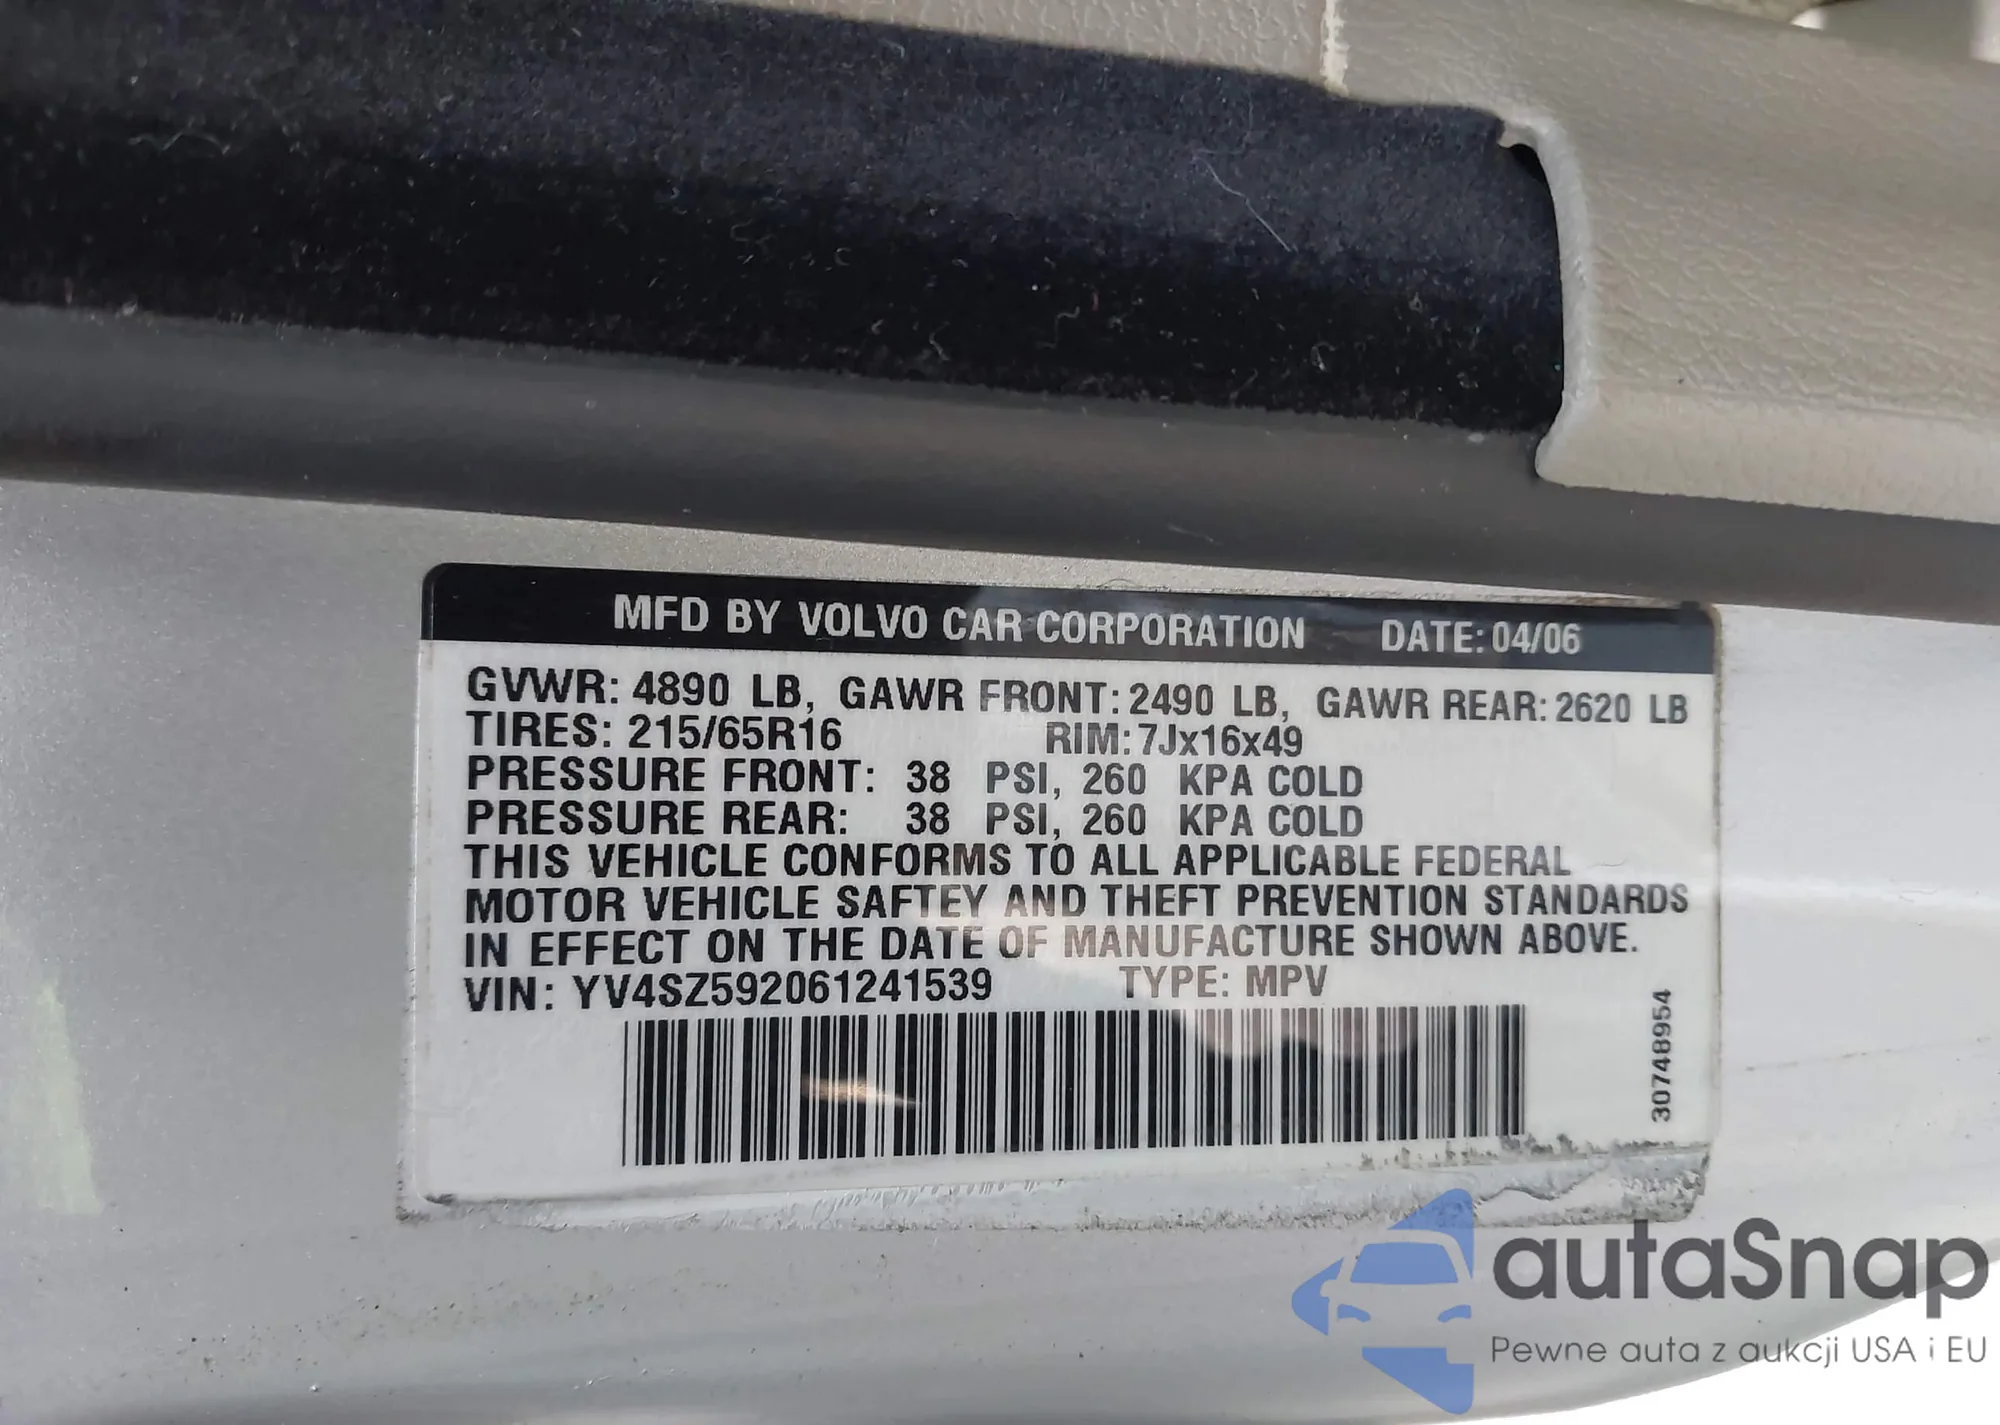 MFD BY VOLVO CAR CORPORATION DATE: 04/06
GVWR: 4890 LB, GAWR FRONT: 2490 LB, GAWR REAR: 2620 LB
TIRES: 215/65R16 RIM: 7Jx16x49
PRESSURE FRONT: 38 PSI, 260 KPA COLD
PRESSURE REAR: 38 PSI, 260 KPA COLD
THIS VEHICLE CONFORMS TO ALL APPLICABLE FEDERAL
MOTOR VEHICLE SAFTEY AND THEFT PREVENTION STANDARDS
IN EFFECT ON THE DATE OF MANUFACTURE SHOWN ABOVE.
VIN: YV4SZ592061241539 TYPE: MPV
30748954
autaSnap
Pewne auta z aukcji USA i EU